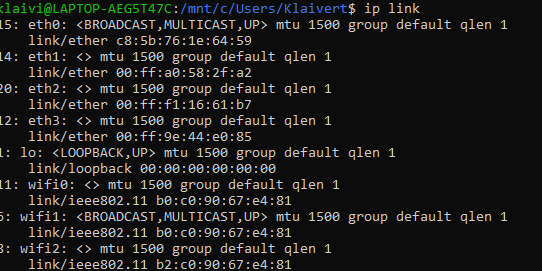 klaivi@LAPTOP-AEG5T47C:/mnt/c/Users/Klaivert$ ip link
15: eth0: <BROADCAST,MULTICAST,UP> mtu 1500 group default qlen 1
link/ether c8:5b:76:1e:64:59
14: eth1: <> mtu 1500 group default qlen 1
link/ether 00:ff:a0:58:2f:a2
20: eth2: <> mtu 1500 group default qlen 1
link/ether 00:ff:f1:16:61:b7
12: eth3: <> mtu 1500 group default qlen 1
link/ether 00:ff:9e:44:e0:85
1: lo: <LOOPBACK,UP> mtu 1500 group default qlen 1
link/loopback 00:00:00:00:00:00
11: wifi0: <> mtu 1500 group default qlen 1
link/ieee802.11 b0:c0:90:67:e4:81
6: wifi1: <BROADCAST,MULTICAST,UP> mtu 1500 group default qlen 1
link/ieee802.11 b0:c0:90:67:e4:81
8: wifi2: <> mtu 1500 group default qlen 1
link/ieee802.11 b2:c0:90:67:e4:81